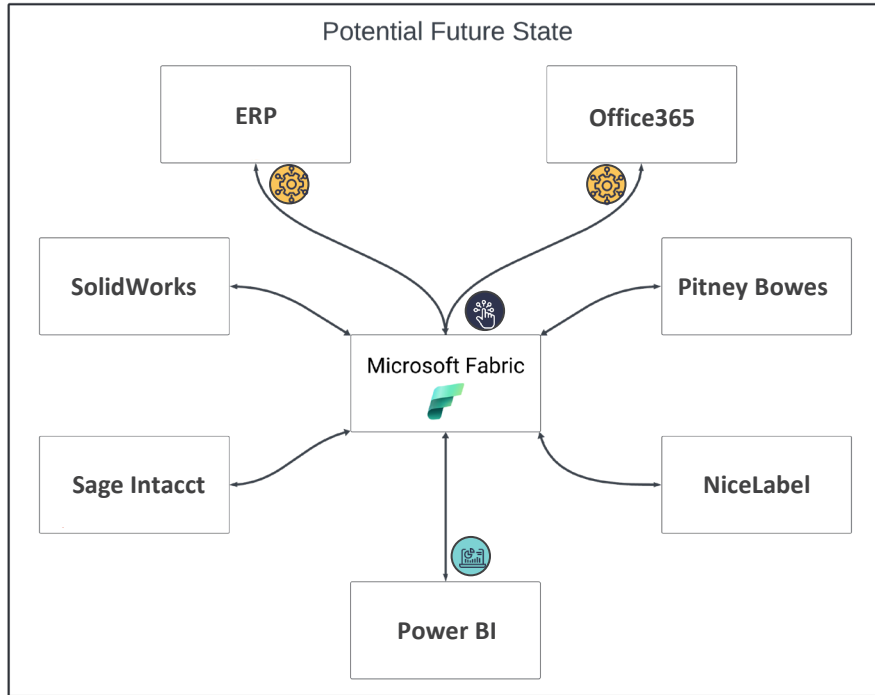 Potential Future State
ERP
Office365
SolidWorks
Pitney Bowes
Microsoft Fabric
Sage Intacct
NiceLabel
Power BI